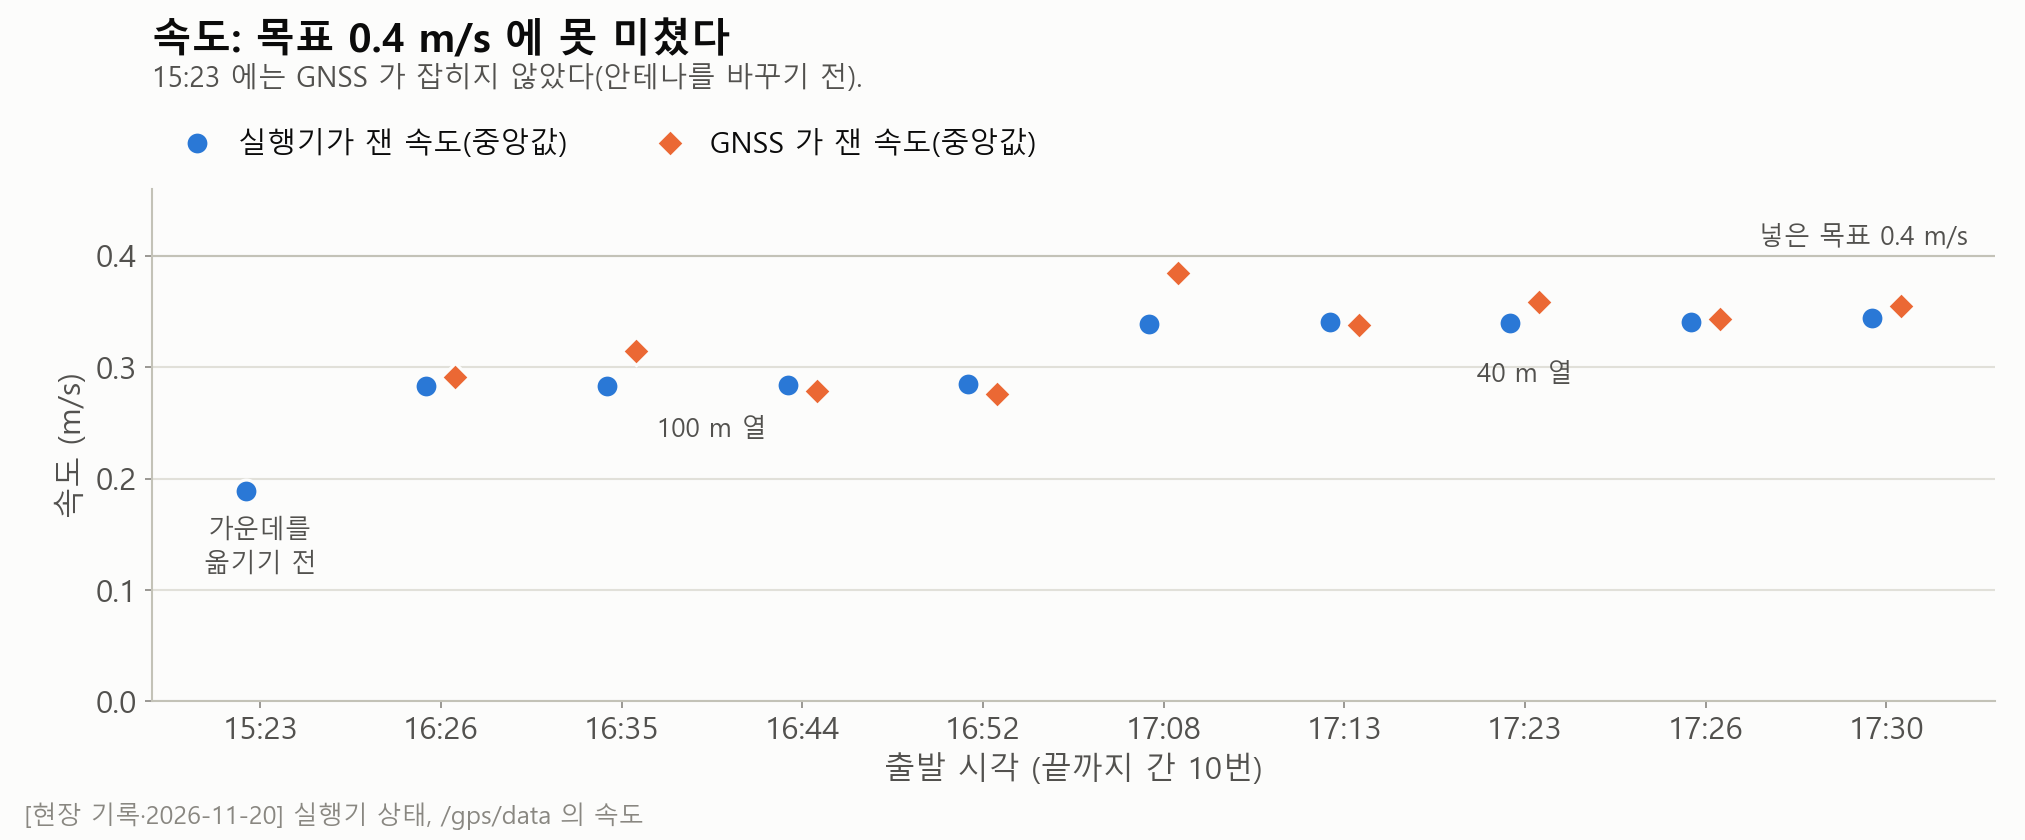 속도: 목표 0.4 m/s 에 못 미쳤다
15:23 에는 GNSS 가 잡히지 않았다(안테나를 바꾸기 전).
실행기가 잰 속도(중앙값)
GNSS 가 잰 속도(중앙값)
넣은 목표 0.4 m/s
0.4
0.3
0.2
0.1
0.0
속도 (m/s)
40 m 열
100 m 열
가운데를
옮기기 전
15:23
16:26
16:35
16:44
16:52
17:08
17:13
17:23
17:26
17:30
출발 시각 (끝까지 간 10번)
[현장 기록·2026-11-20] 실행기 상태, /gps/data 의 속도